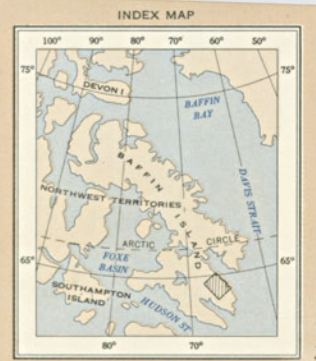 INDEX MAP
100° 90° 80° 70° 60° 50°
75° 75°
DEVON I.
BAFFIN
BAY
BAFFIN ISLAND
DAVIS STRAIT
NORTHWEST TERRITORIES
ARCTIC CIRCLE
FOXE
BASIN
65° 65°
SOUTHAMPTON
ISLAND
HUDSON ST
80° 70°